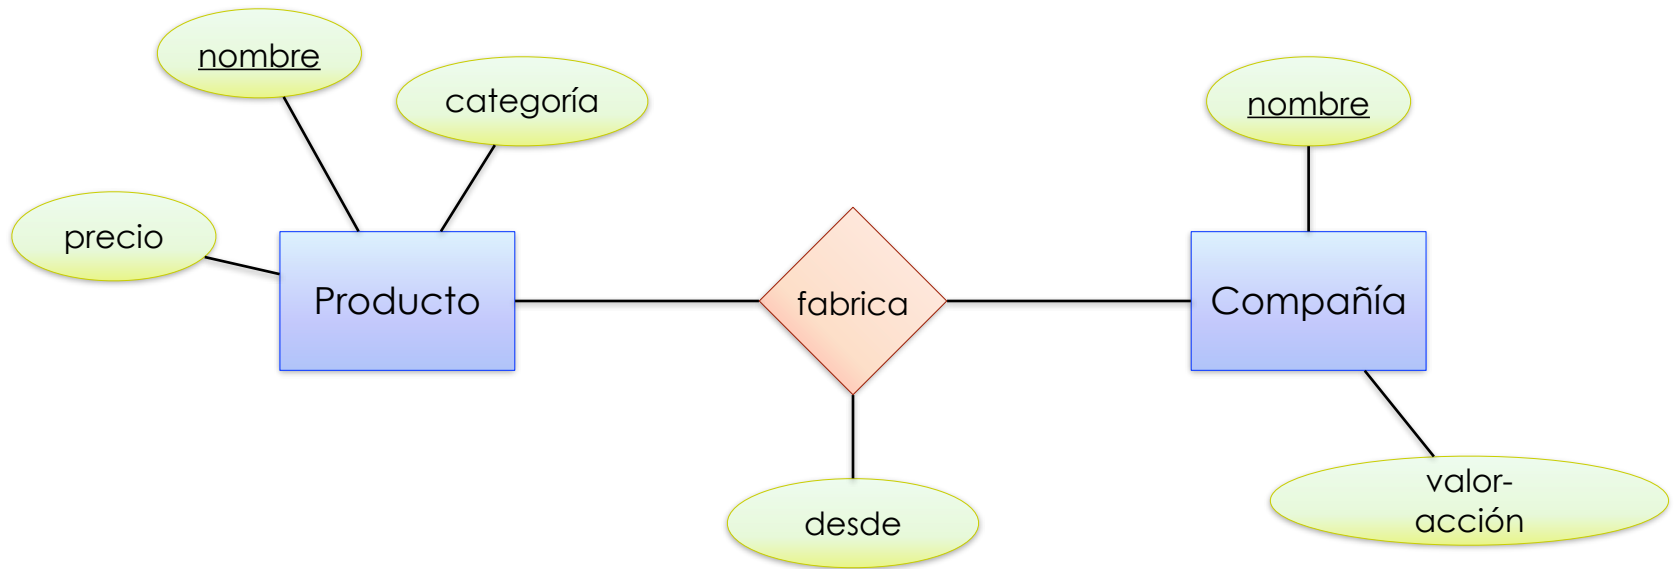 nombre
categoría
nombre
precio
Producto
fabrica
Compañía
desde
valor-
acción